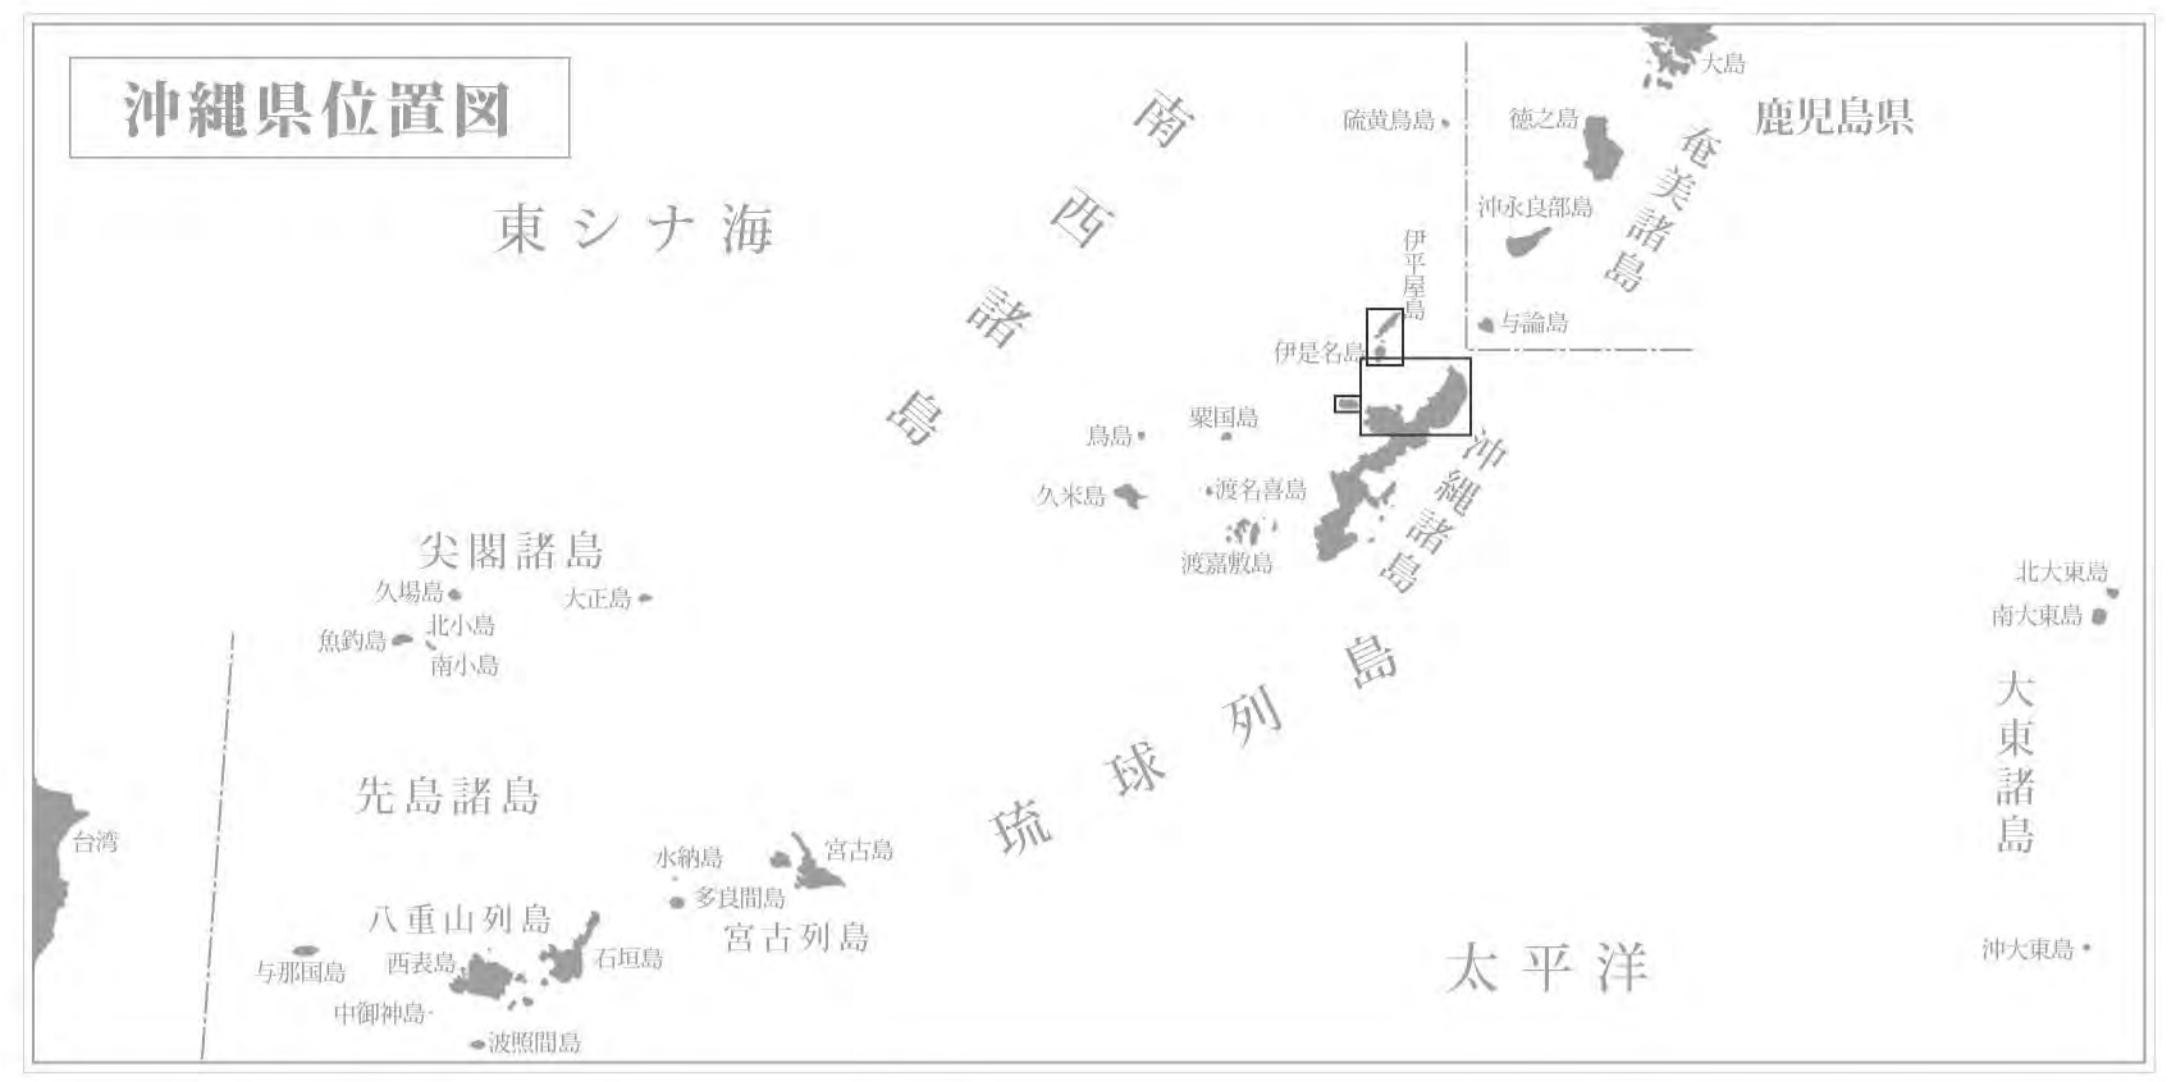 沖縄県位置図
大島
鹿児島県
硫黄鳥島
徳之島
奄美諸島
沖永良部島
与論島
東シナ海
南西諸島
伊平屋島
伊是名島
粟国島
鳥島
久米島
渡名喜島
渡嘉敷島
沖縄諸島
尖閣諸島
久場島
大正島
魚釣島
北小島
南小島
北大東島
南大東島
大東諸島
沖大東島
琉球列島
先島諸島
台湾
水納島
宮古島
多良間島
宮古列島
八重山列島
与那国島
西表島
石垣島
中御神島
波照間島
太平洋